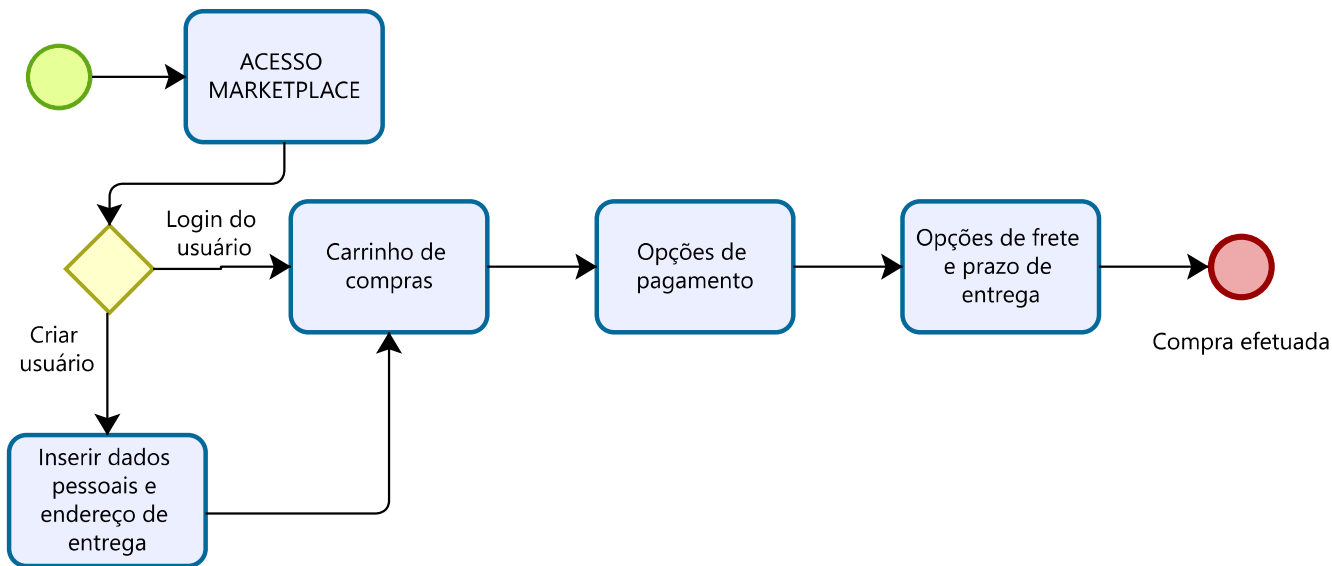 ACESSO
MARKETPLACE
Login do
usuário
Carrinho de
compras
Opções de
pagamento
Opções de frete
e prazo de
entrega
Compra efetuada
Criar
usuário
Inserir dados
pessoais e
endereço de
entrega